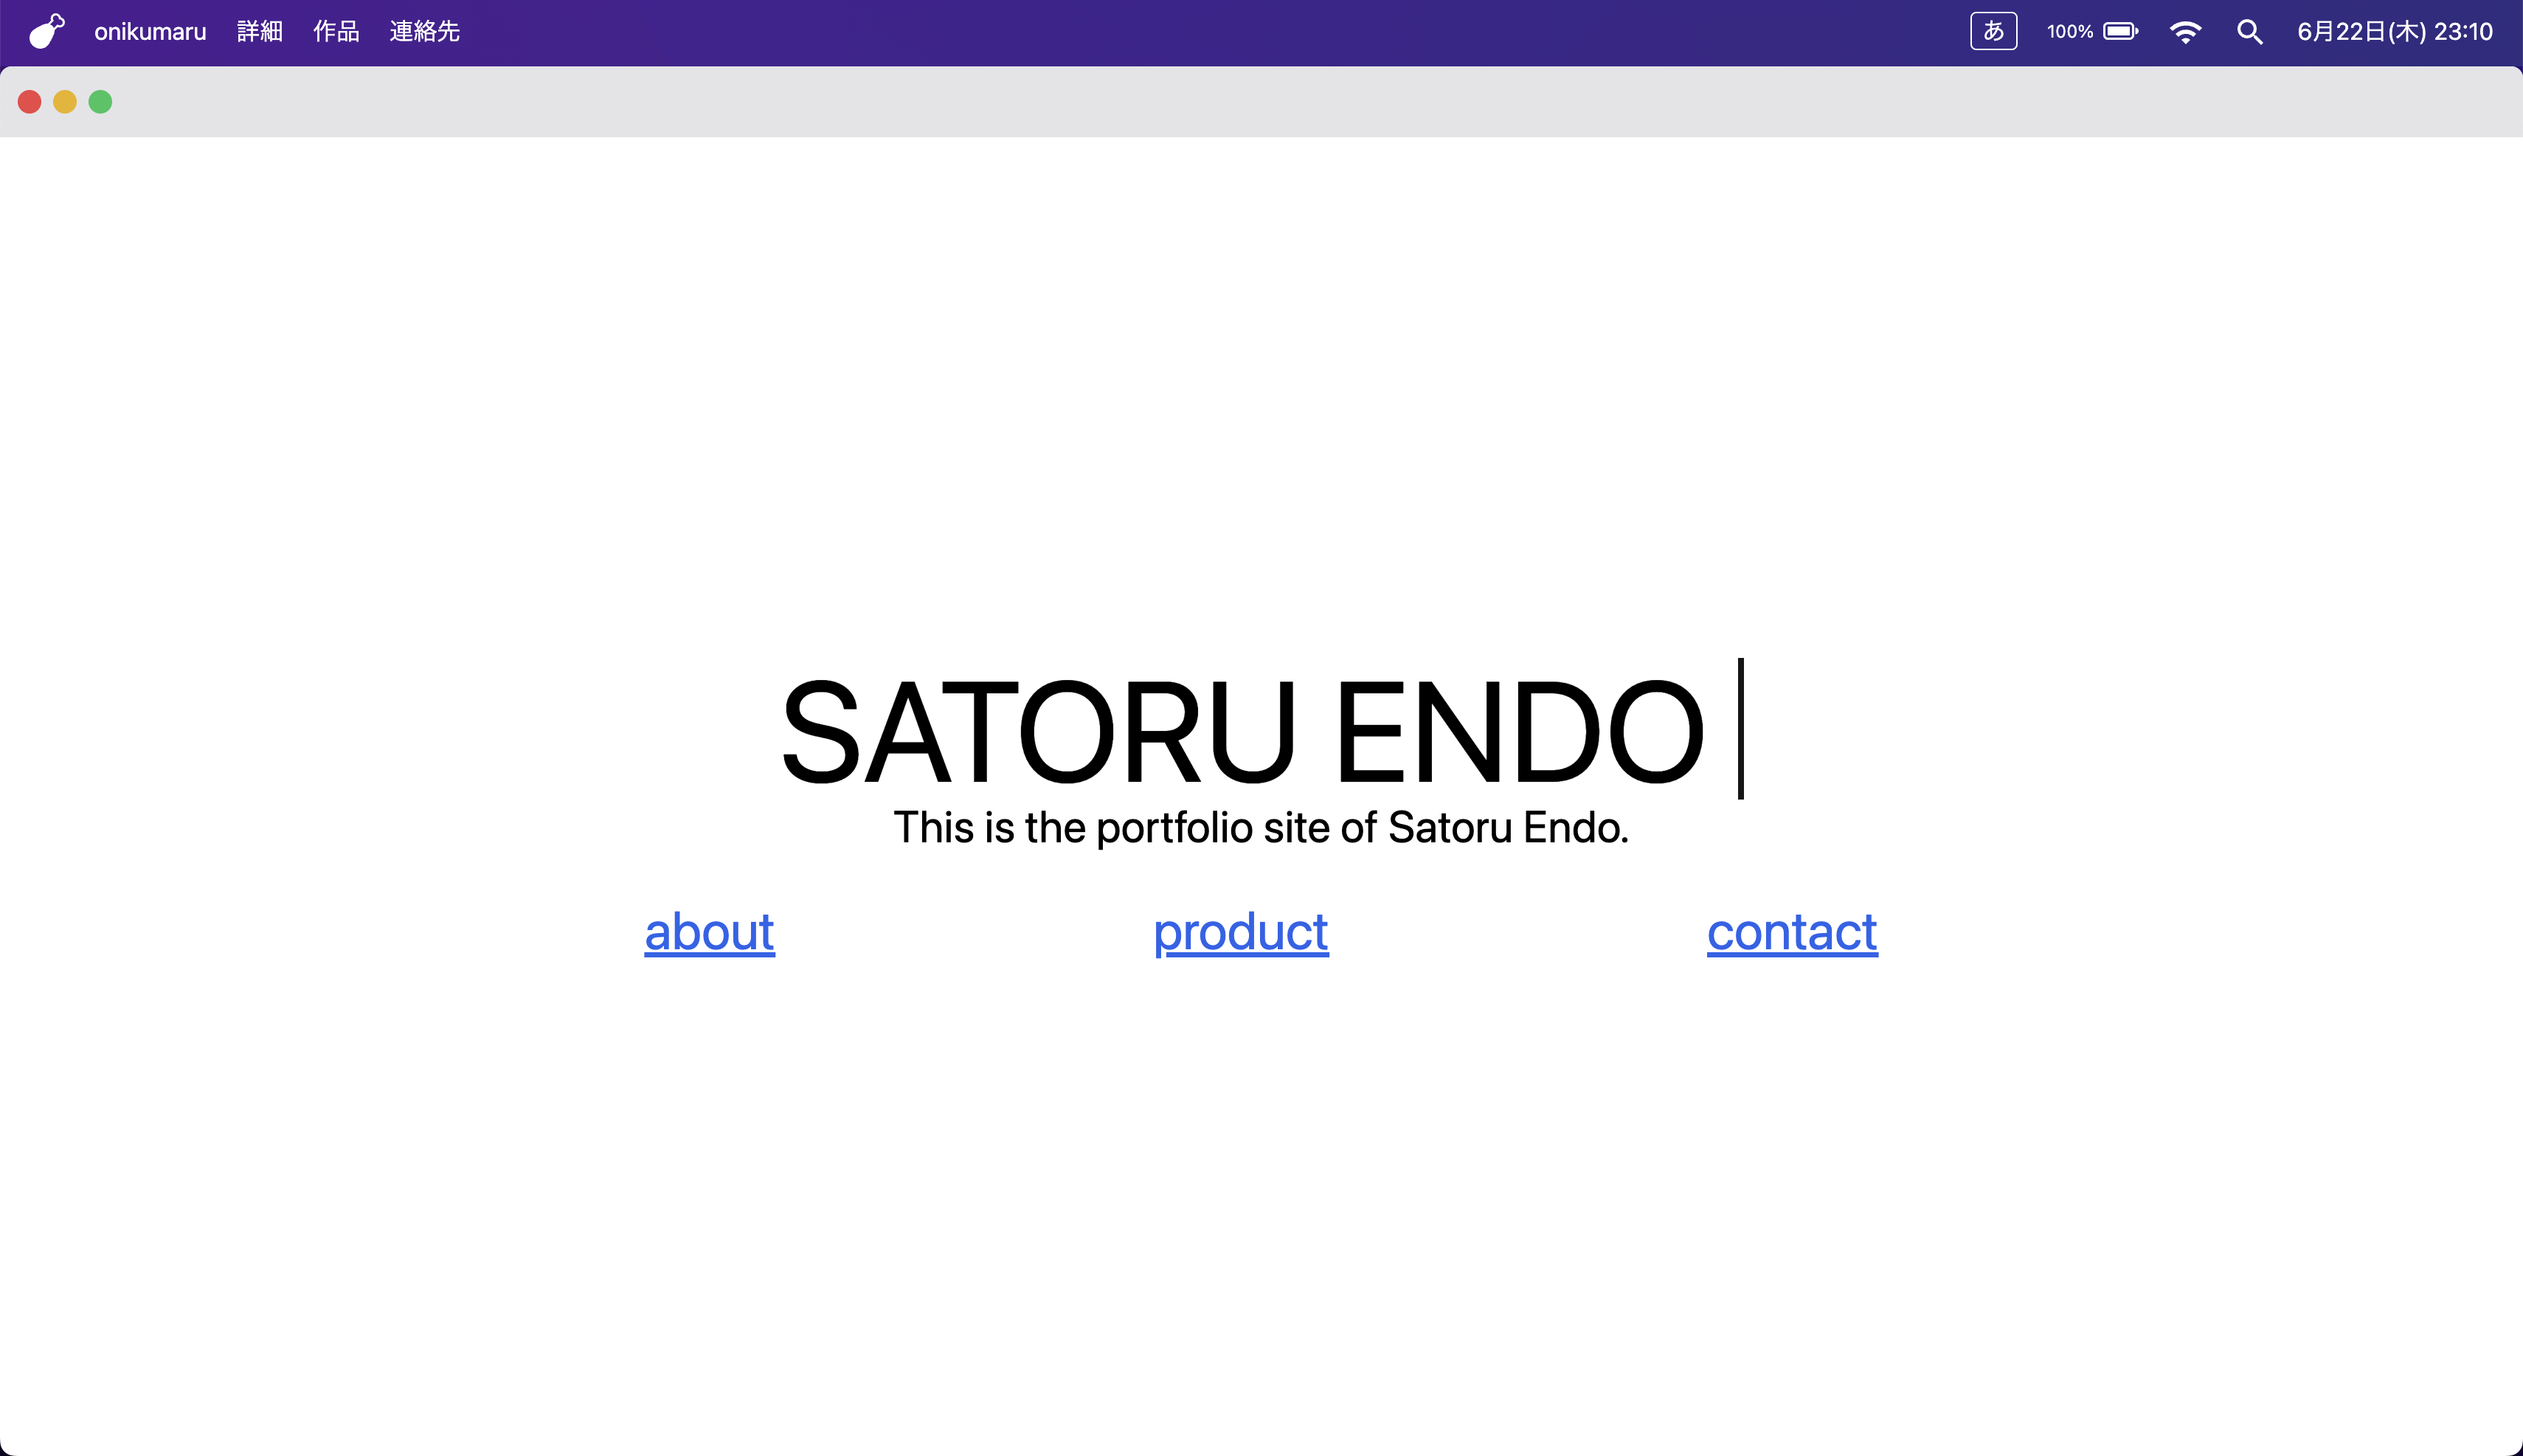 onikumaru 詳細 作品 連絡先 あ 100% 6月22日(木) 23:10
SATORU ENDO
This is the portfolio site of Satoru Endo.
about product contact